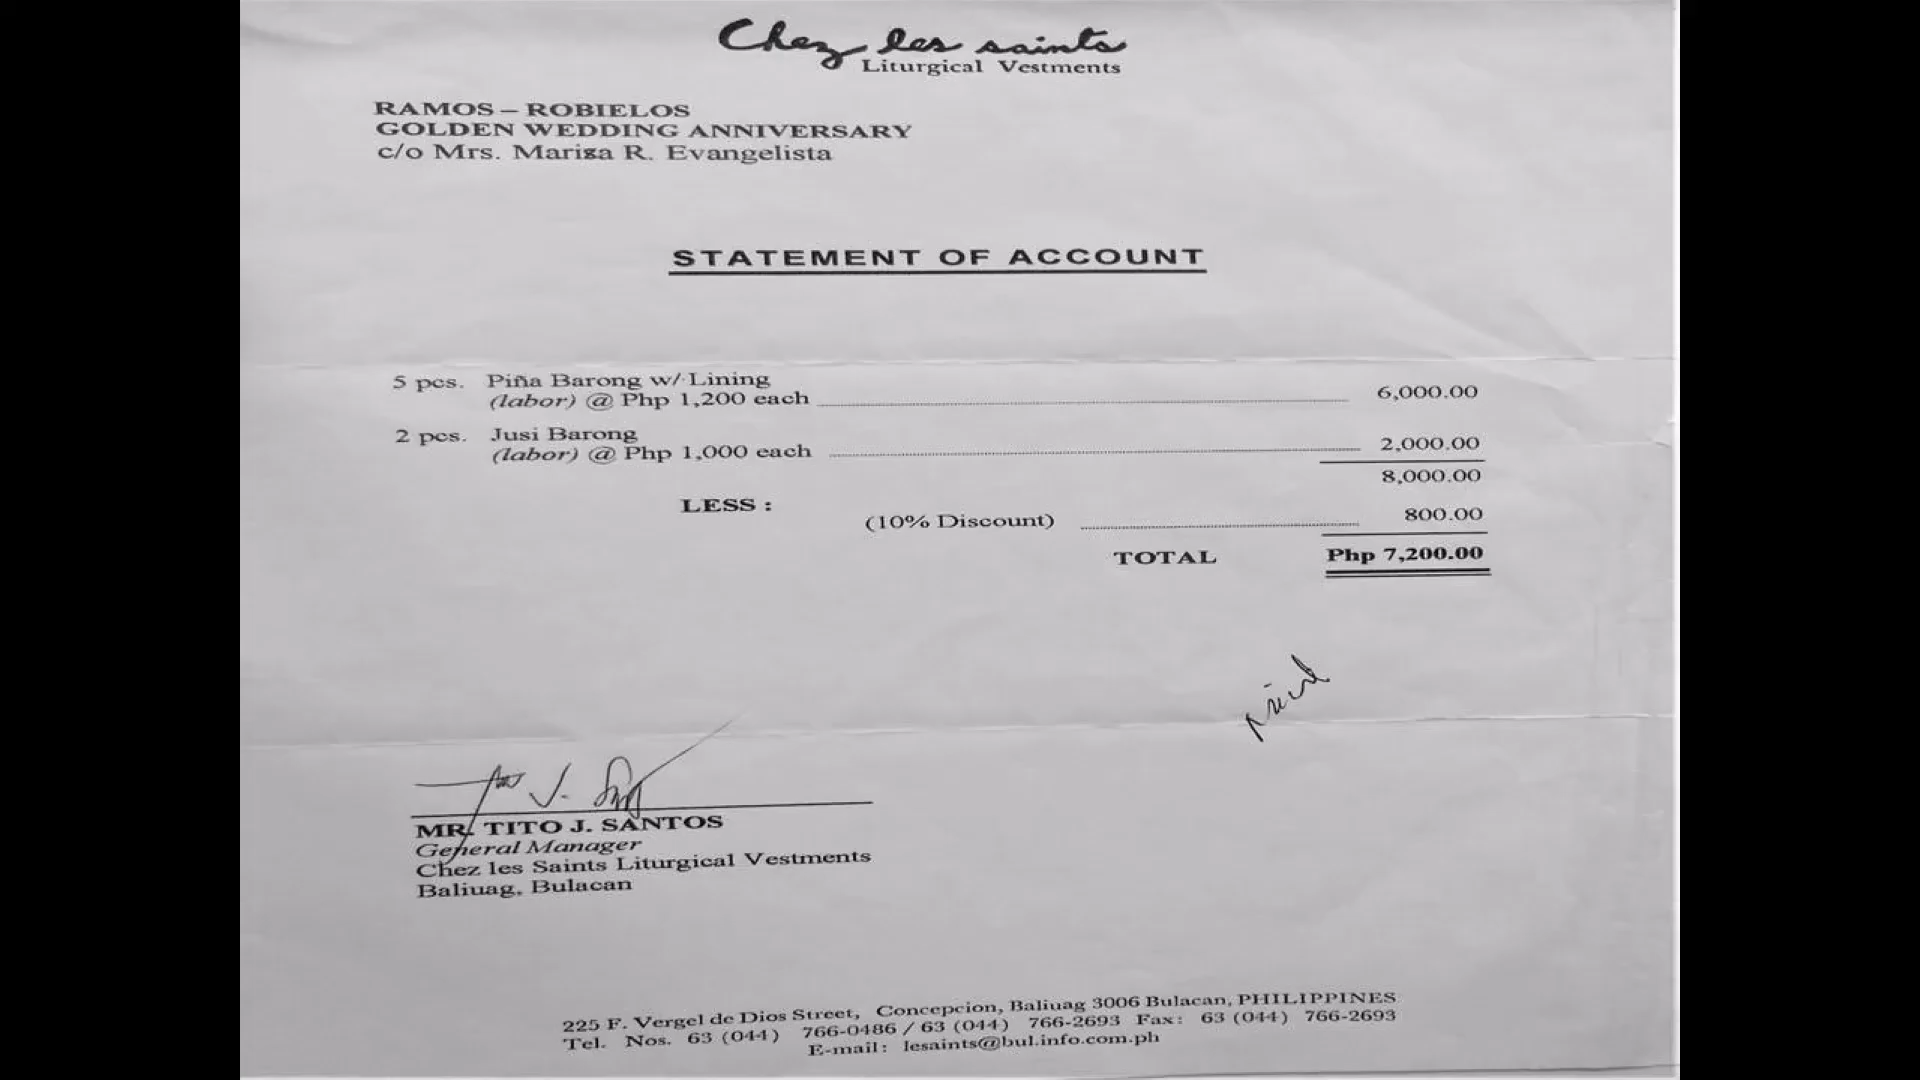 Chez les saints
Liturgical Vestments
RAMOS – ROBIELOS
GOLDEN WEDDING ANNIVERSARY
c/o Mrs. Marisa R. Evangelista
STATEMENT OF ACCOUNT
5 pcs. Piña Barong w/ Lining
(labor) @ Php 1,200 each 6,000.00
2 pcs. Jusi Barong
(labor) @ Php 1,000 each 2,000.00
8,000.00
LESS :
(10% Discount) 800.00
TOTAL Php 7,200.00
MR. TITO J. SANTOS
General Manager
Chez les Saints Liturgical Vestments
Baliuag, Bulacan
225 F. Vergel de Dios Street, Concepcion, Baliuag 3006 Bulacan, PHILIPPINES
Tel. Nos. 63 (044) 766-0486 / 63 (044) 766-2693 Fax: 63 (044) 766-2693
E-mail: lesaints@bul.info.com.ph